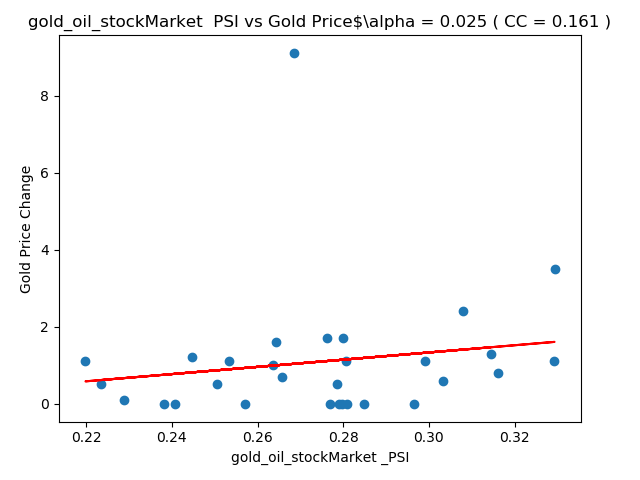 gold_oil_stockMarket  PSI vs Gold Price$\alpha = 0.025 ( CC = 0.161 )
8
6
4
2
0
Gold Price Change
0.22 0.24 0.26 0.28 0.30 0.32
gold_oil_stockMarket _PSI